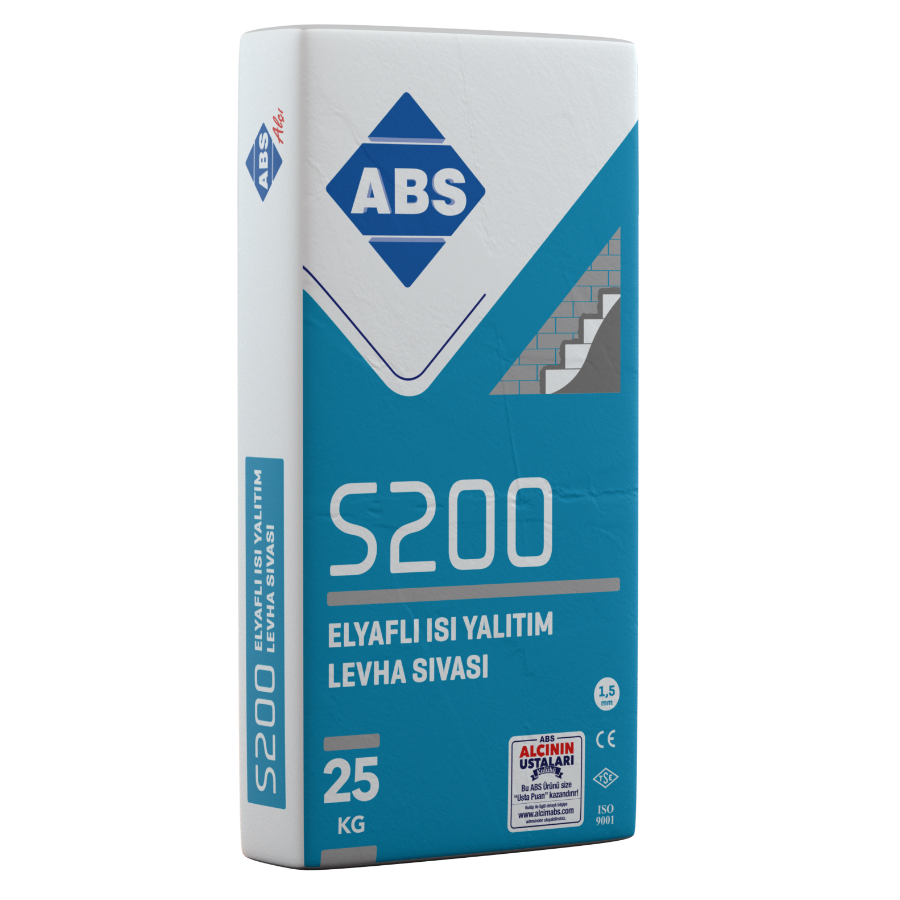 ABS
Alçı
ABS
S200
ELYAFLI ISI YALITIM
LEVHA SIVASI
S200
ELYAFLI ISI YALITIM
LEVHA SIVASI
1,5
mm
25
KG
ABS
ALÇININ
USTALARI
Kulübü
Bu ABS Ürünü size
"Usta Puan" kazandırır!
www.alcimabs.com
CE
TSE
ISO
9001